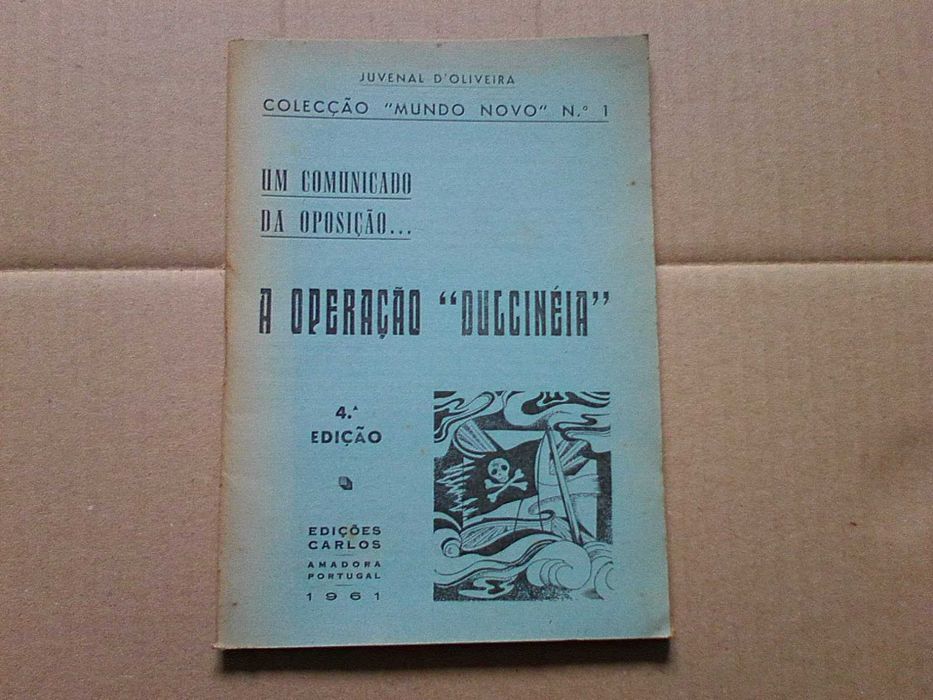 JUVENAL D'OLIVEIRA
COLECÇÃO "MUNDO NOVO" N.º 1
UM COMUNICADO
DA OPOSIÇÃO...
A OPERAÇÃO "DULCINÉIA"
4.ª
EDIÇÃO
EDIÇÕES
CARLOS
AMADORA
PORTUGAL
1961